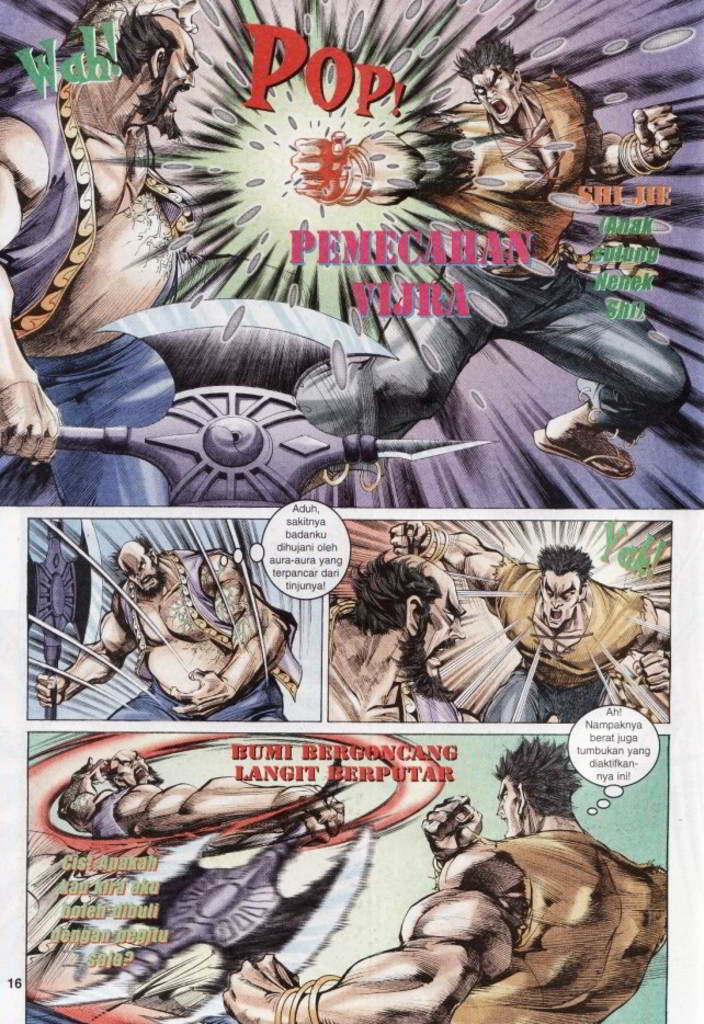 Wah!
POP!
SHI JIE
(Anak
sulung
Nenek
Shi)
PEMECAHAN
VIJRA
Aduh,
sakitnya
badanku
dihujani oleh
aura-aura yang
terpancar dari
tinjunya!
Yak!
Ah!
Nampaknya
berat juga
tumbukan yang
diaktifkan-
nya ini!
BUMI BERGONCANG
LANGIT BERPUTAR
Cis! Apakah
kau kira aku
boleh dibuli
dengan begitu
saja?
16